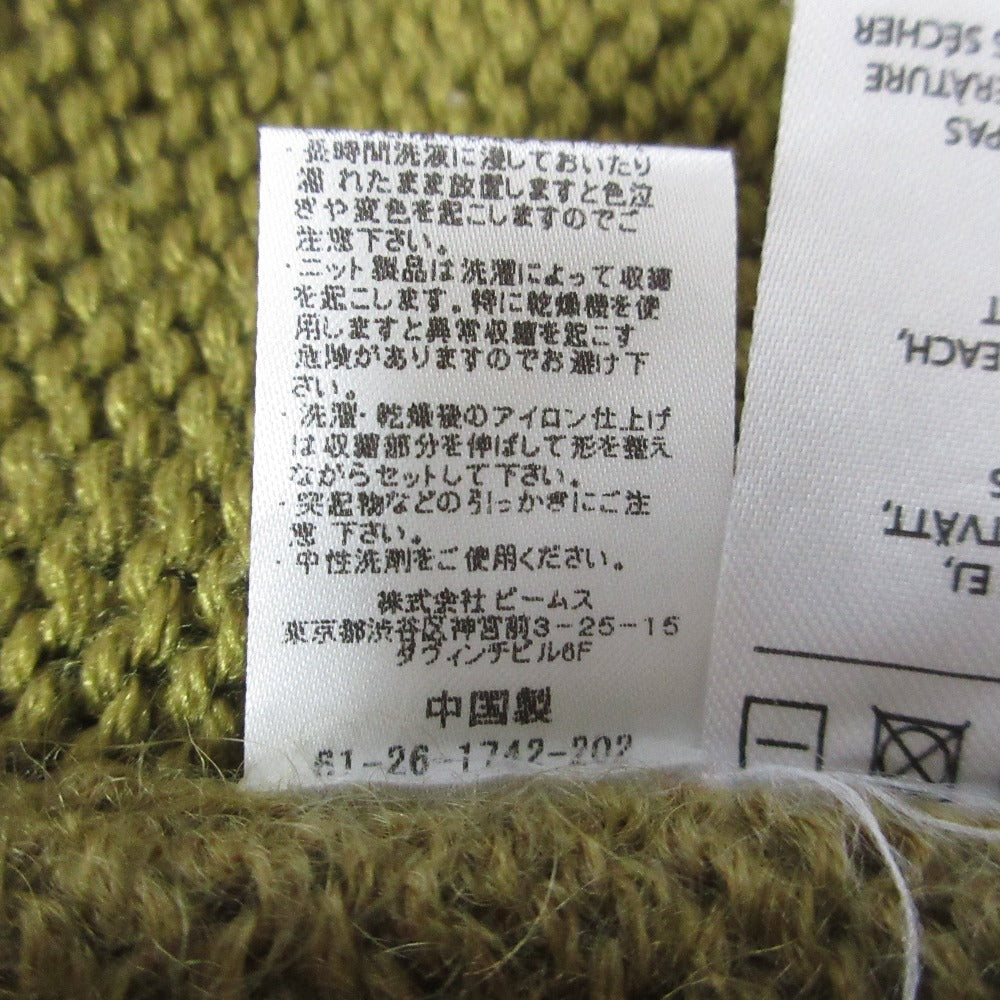 ・長時間洗液に浸しておいたり
濡れたまま放置しますと色泣
きや変色を起こしますのでご
注意下さい。
・ニット製品は洗濯によって収縮
を起こします。特に乾燥機を使
用しますと異常収縮を起こす
危険がありますのでお避け下
さい。
・洗濯・乾燥後のアイロン仕上げ
は収縮部分を伸ばして形を整え
ながらセットして下さい。
・突起物などの引っかきにご注
意 下さい。
・中性洗剤をご使用ください。
株式会社 ビームス
東京都渋谷区神宮前3-25-15
ダヴィンチビル6F
中国製
61-26-1742-202
EJ,
TVÄTT,
EACH,
PAS
ÉRATURE
SÉCHER